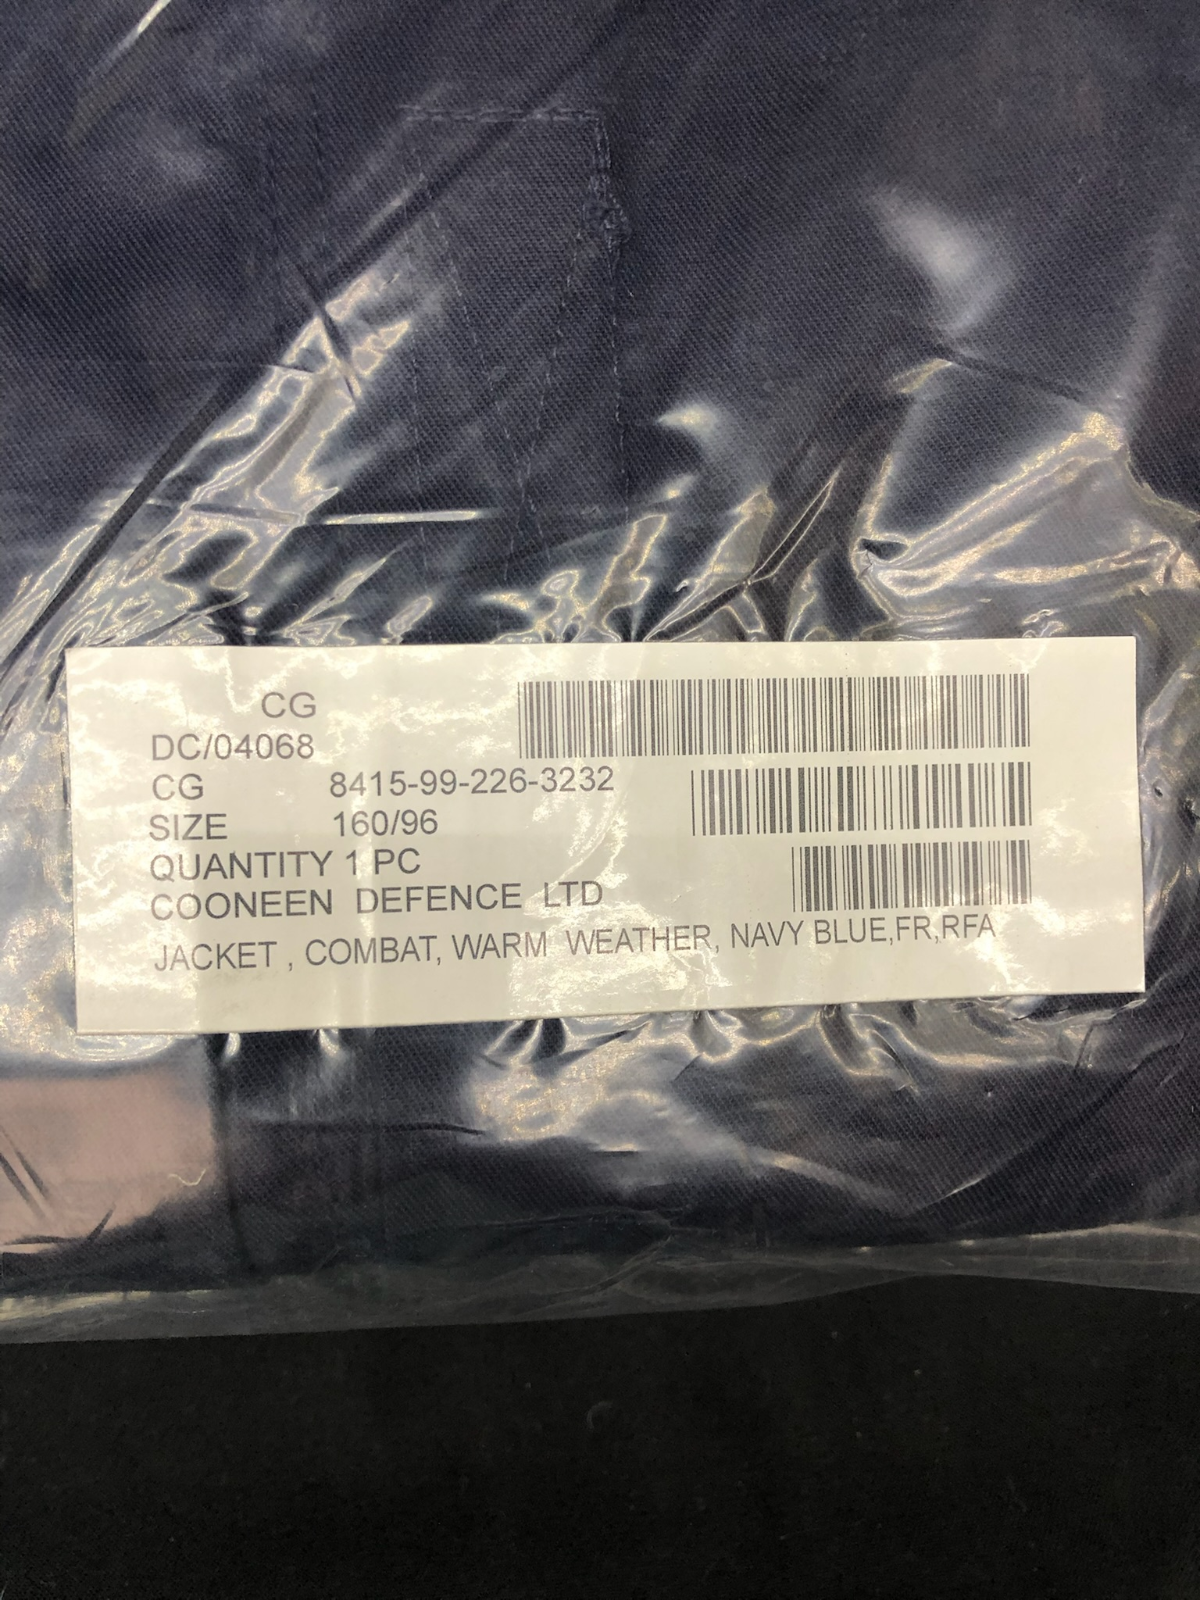 CG
DC/04068
CG 8415-99-226-3232
SIZE 160/96
QUANTITY 1 PC
COONEEN DEFENCE LTD
JACKET , COMBAT, WARM WEATHER, NAVY BLUE,FR,RFA